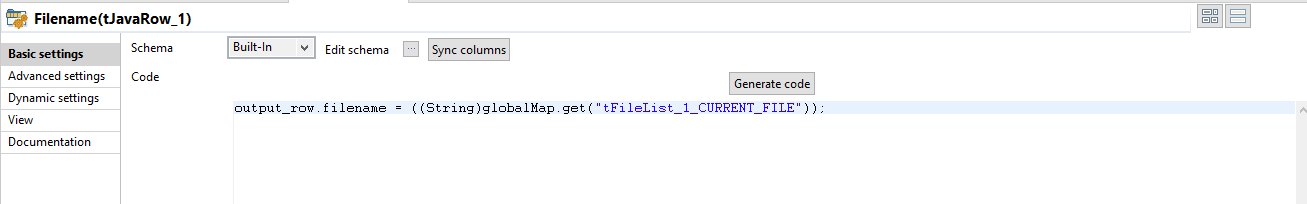 Filename(tJavaRow_1)
Basic settings
Advanced settings
Dynamic settings
View
Documentation
Schema Built-In Edit schema ... Sync columns
Code
Generate code
output_row.filename = ((String)globalMap.get("tFileList_1_CURRENT_FILE"));